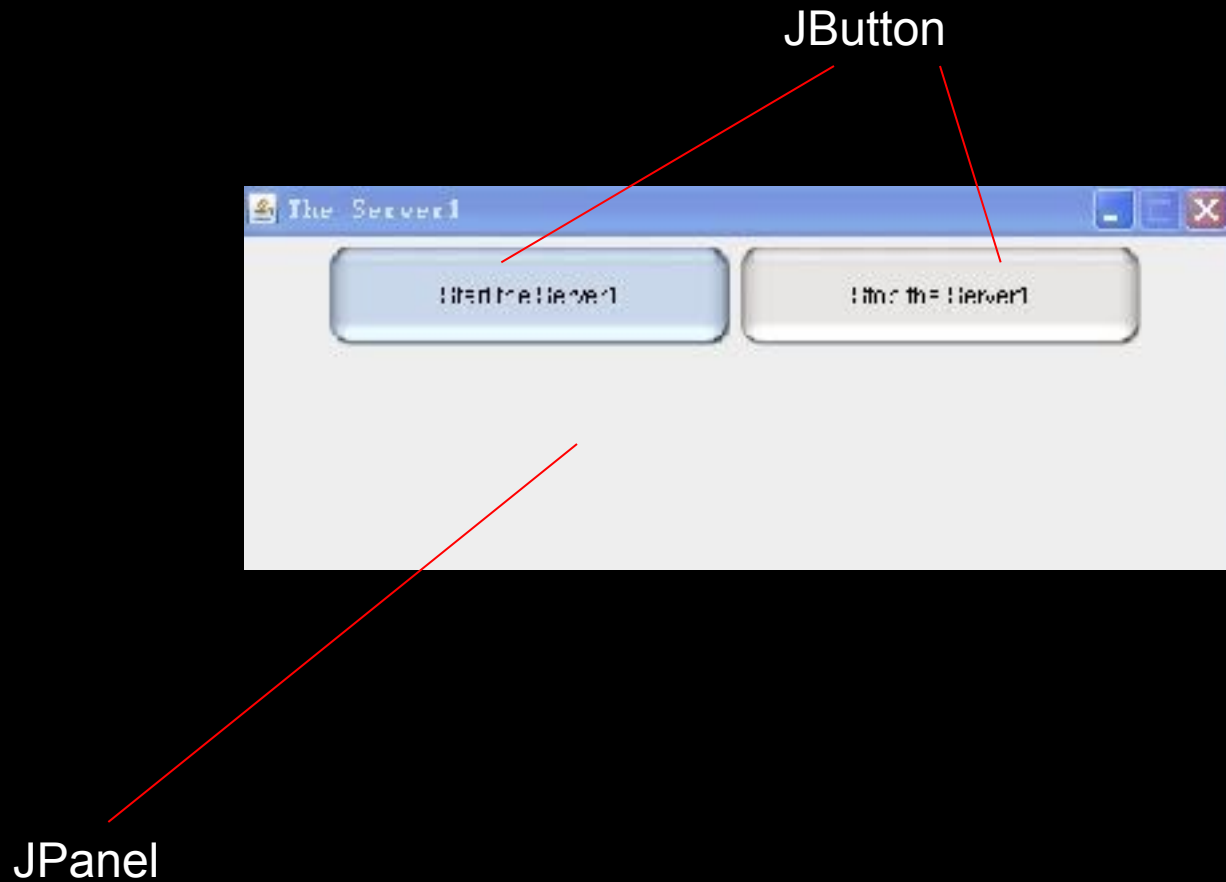 JButton
The Server1
Start the Server1
Stop the Server1
JPanel